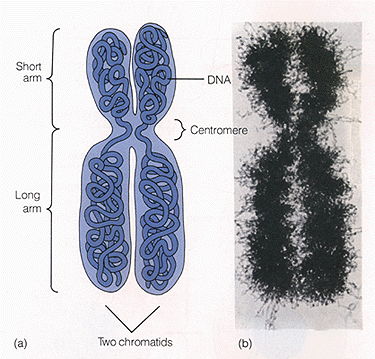 Short
arm
DNA
Centromere
Long
arm
(a)
Two chromatids
(b)